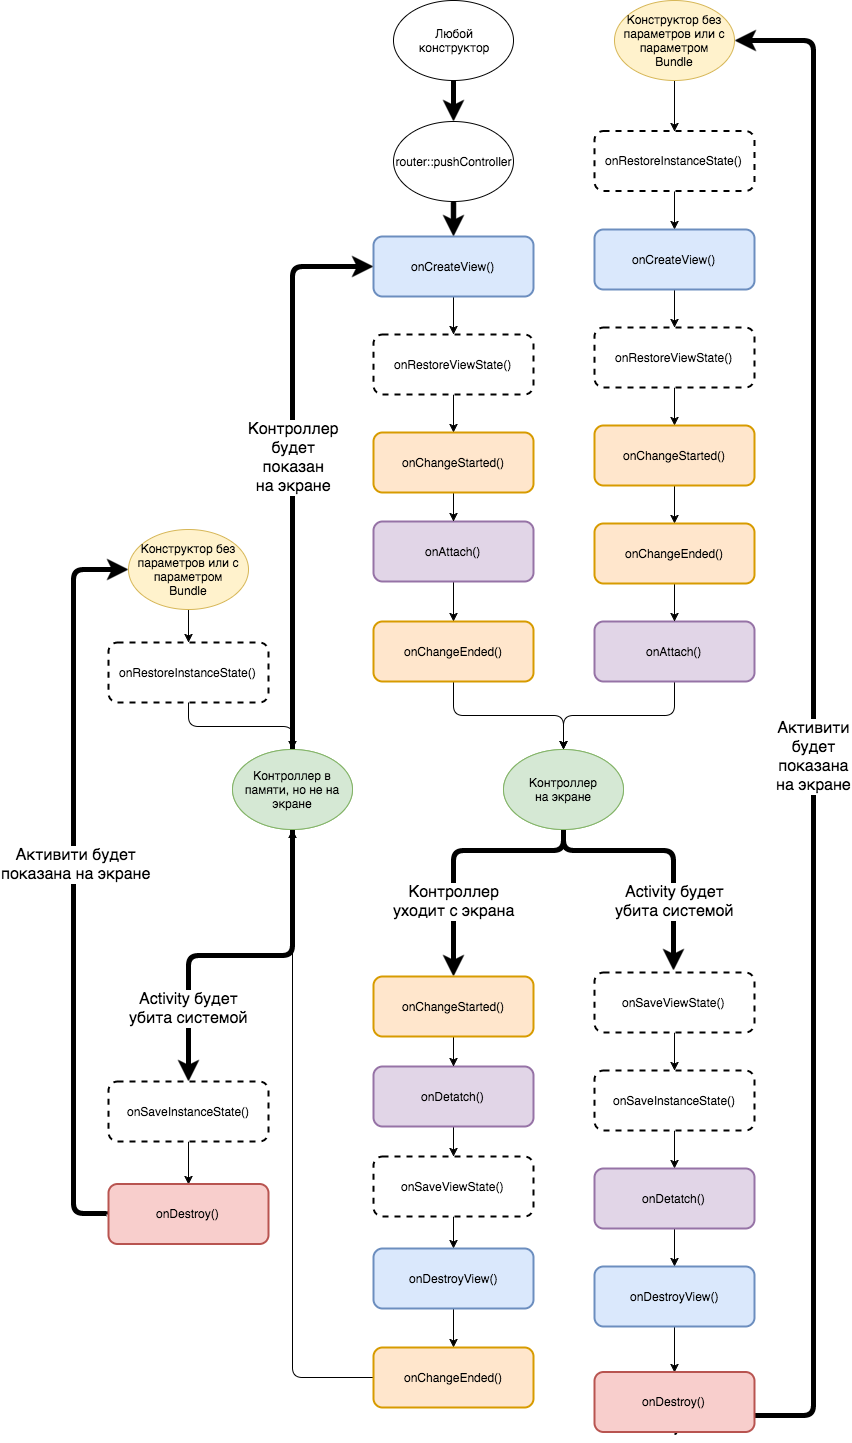 Любой
конструктор
router::pushController
onCreateView()
onRestoreViewState()
onChangeStarted()
onAttach()
onChangeEnded()
Конструктор без
параметров или с
параметром
Bundle
onRestoreInstanceState()
onCreateView()
onRestoreViewState()
onChangeStarted()
onChangeEnded()
onAttach()
Контроллер
будет
показан
на экране
Конструктор без
параметров или с
параметром
Bundle
onRestoreInstanceState()
Контроллер в
памяти, но не на
экране
Контроллер
на экране
Активити
будет
показана
на экране
Активити будет
показана на экране
Контроллер
уходит с экрана
Activity будет
убита системой
Activity будет
убита системой
onSaveInstanceState()
onDestroy()
onChangeStarted()
onDetatch()
onSaveViewState()
onDestroyView()
onChangeEnded()
onSaveViewState()
onSaveInstanceState()
onDetatch()
onDestroyView()
onDestroy()